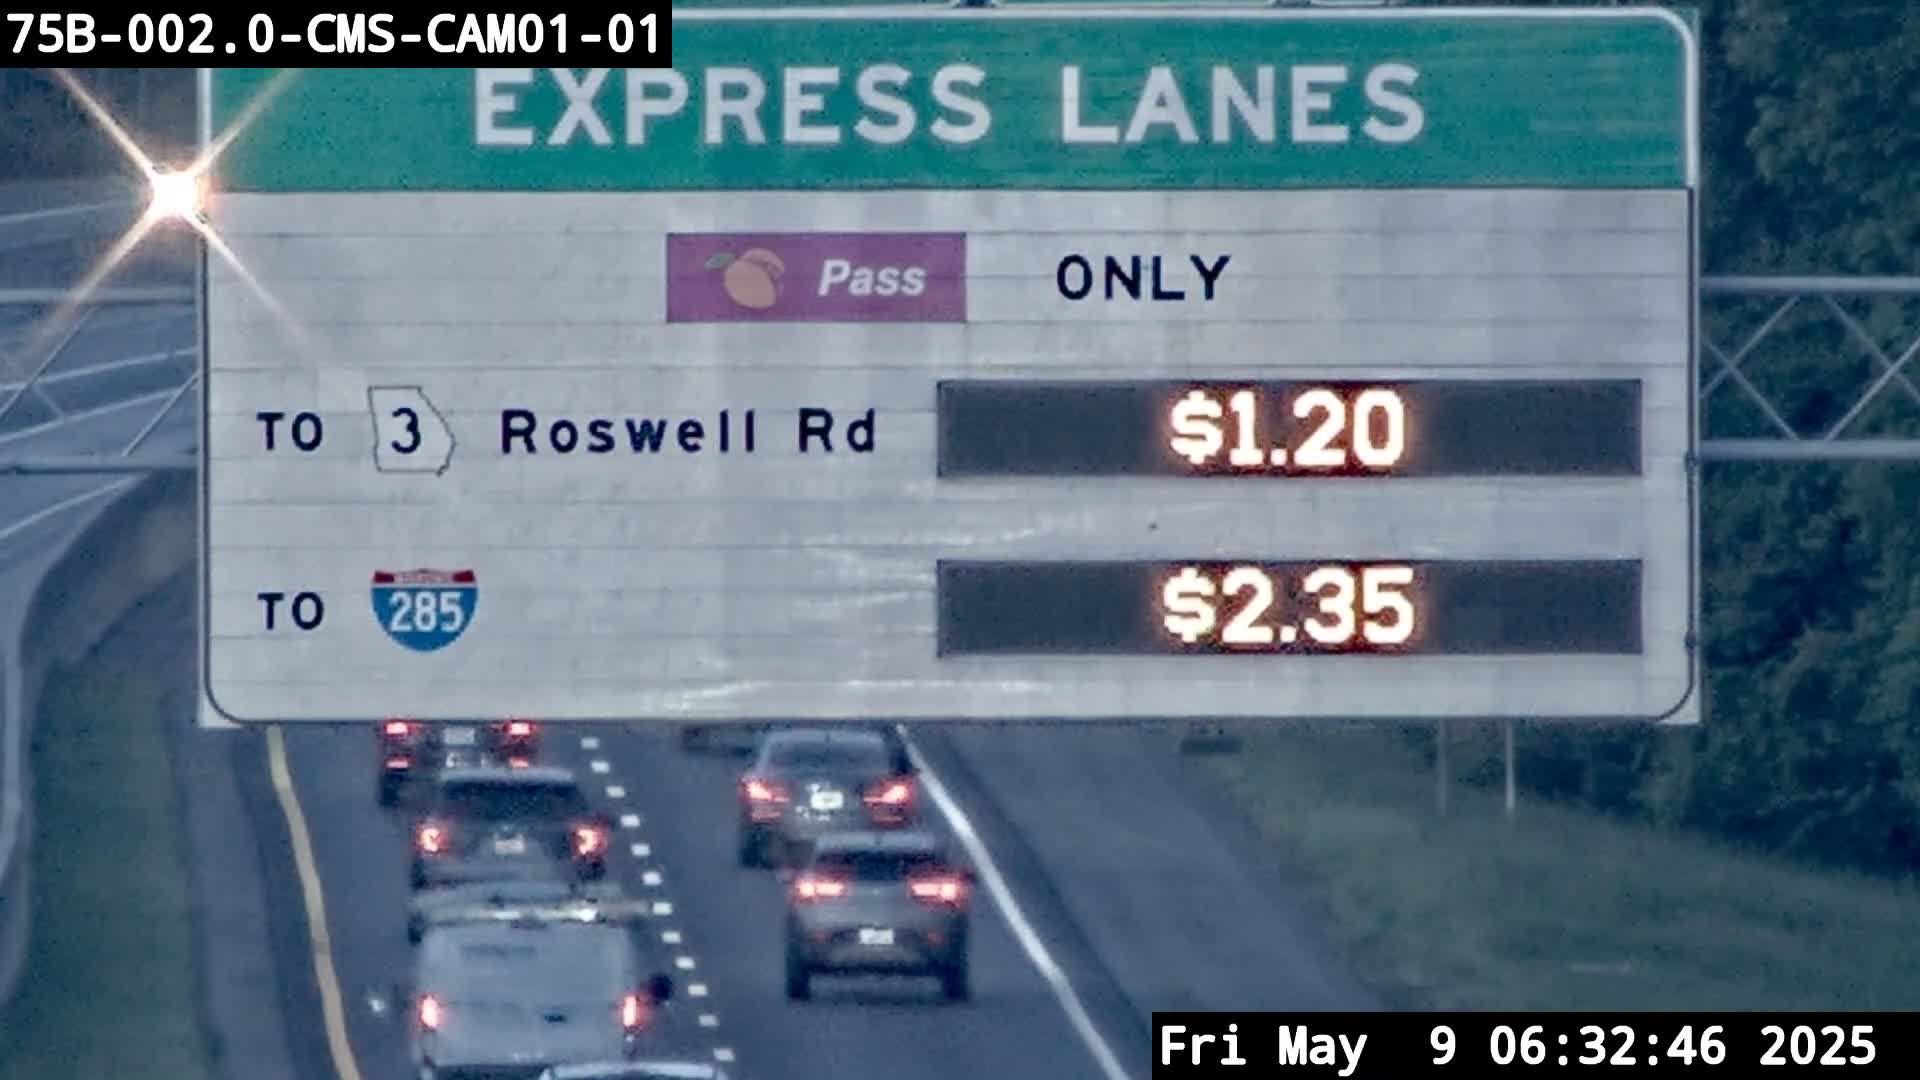 75B-002.0-CMS-CAM01-01
EXPRESS LANES
Pass ONLY
TO 3 Roswell Rd $1.20
TO 285 $2.35
Fri May 9 06:32:46 2025